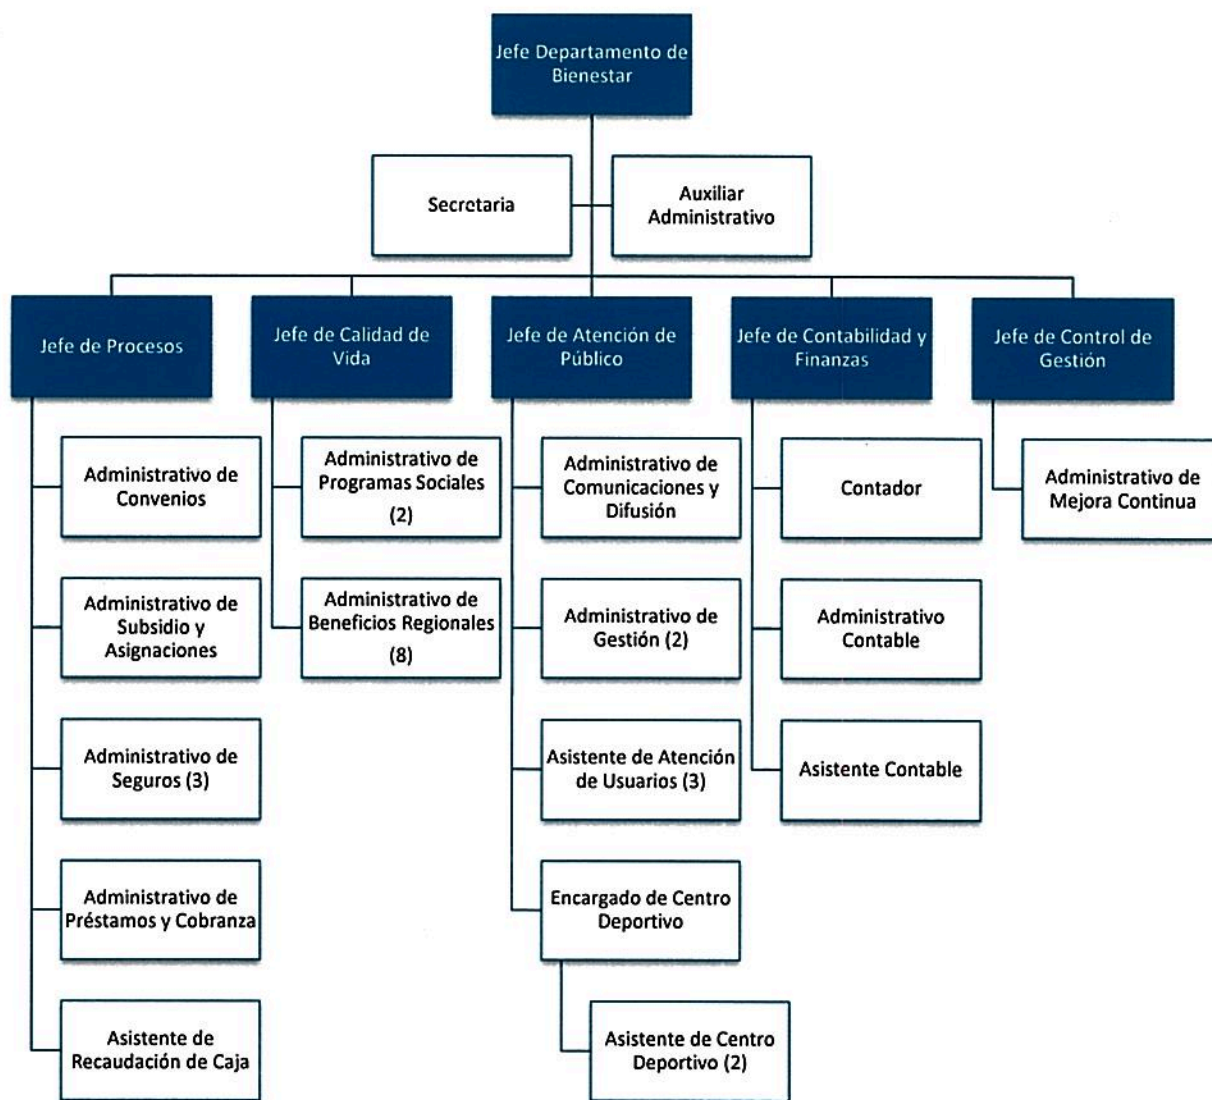 Jefe Departamento de
Bienestar
Secretaria
Auxiliar
Administrativo
Jefe de Procesos
Jefe de Calidad de
Vida
Jefe de Atención de
Público
Jefe de Contabilidad y
Finanzas
Jefe de Control de
Gestión
Administrativo de
Convenios
Administrativo de
Subsidio y
Asignaciones
Administrativo de
Seguros (3)
Administrativo de
Préstamos y Cobranza
Asistente de
Recaudación de Caja
Administrativo de
Programas Sociales
(2)
Administrativo de
Beneficios Regionales
(8)
Administrativo de
Comunicaciones y
Difusión
Administrativo de
Gestión (2)
Asistente de Atención
de Usuarios (3)
Encargado de Centro
Deportivo
Asistente de Centro
Deportivo (2)
Contador
Administrativo
Contable
Asistente Contable
Administrativo de
Mejora Continua